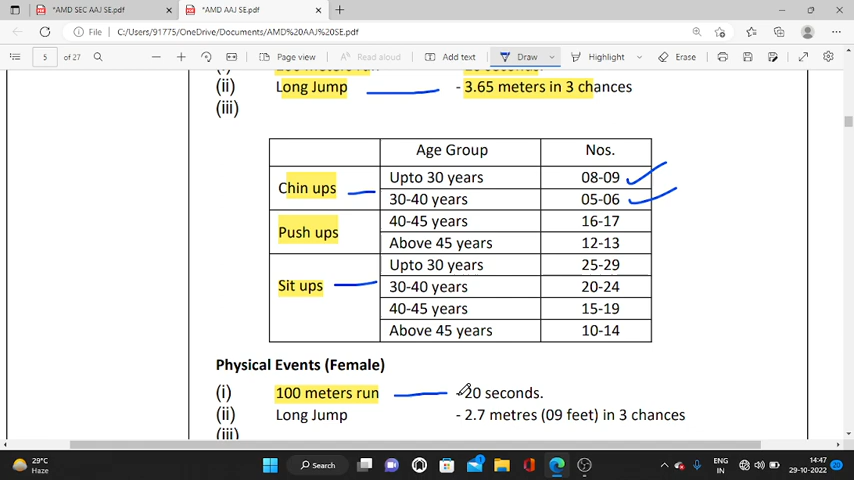 *AMD SEC AAJ SE.pdf
*AMD AAJ SE.pdf
File
C:/Users/91775/OneDrive/Documents/AMD%20AAJ%20SE.pdf
5 of 27
Page view
Read aloud
Add text
Draw
Highlight
Erase
(ii) Long Jump - 3.65 meters in 3 chances
(iii)
Age Group Nos.
Chin ups Upto 30 years 08-09
30-40 years 05-06
Push ups 40-45 years 16-17
Above 45 years 12-13
Sit ups Upto 30 years 25-29
30-40 years 20-24
40-45 years 15-19
Above 45 years 10-14
Physical Events (Female)
(i) 100 meters run - 20 seconds.
(ii) Long Jump - 2.7 metres (09 feet) in 3 chances
(iii)
29°C
Haze
Search
ENG
IN
14:47
29-10-2022